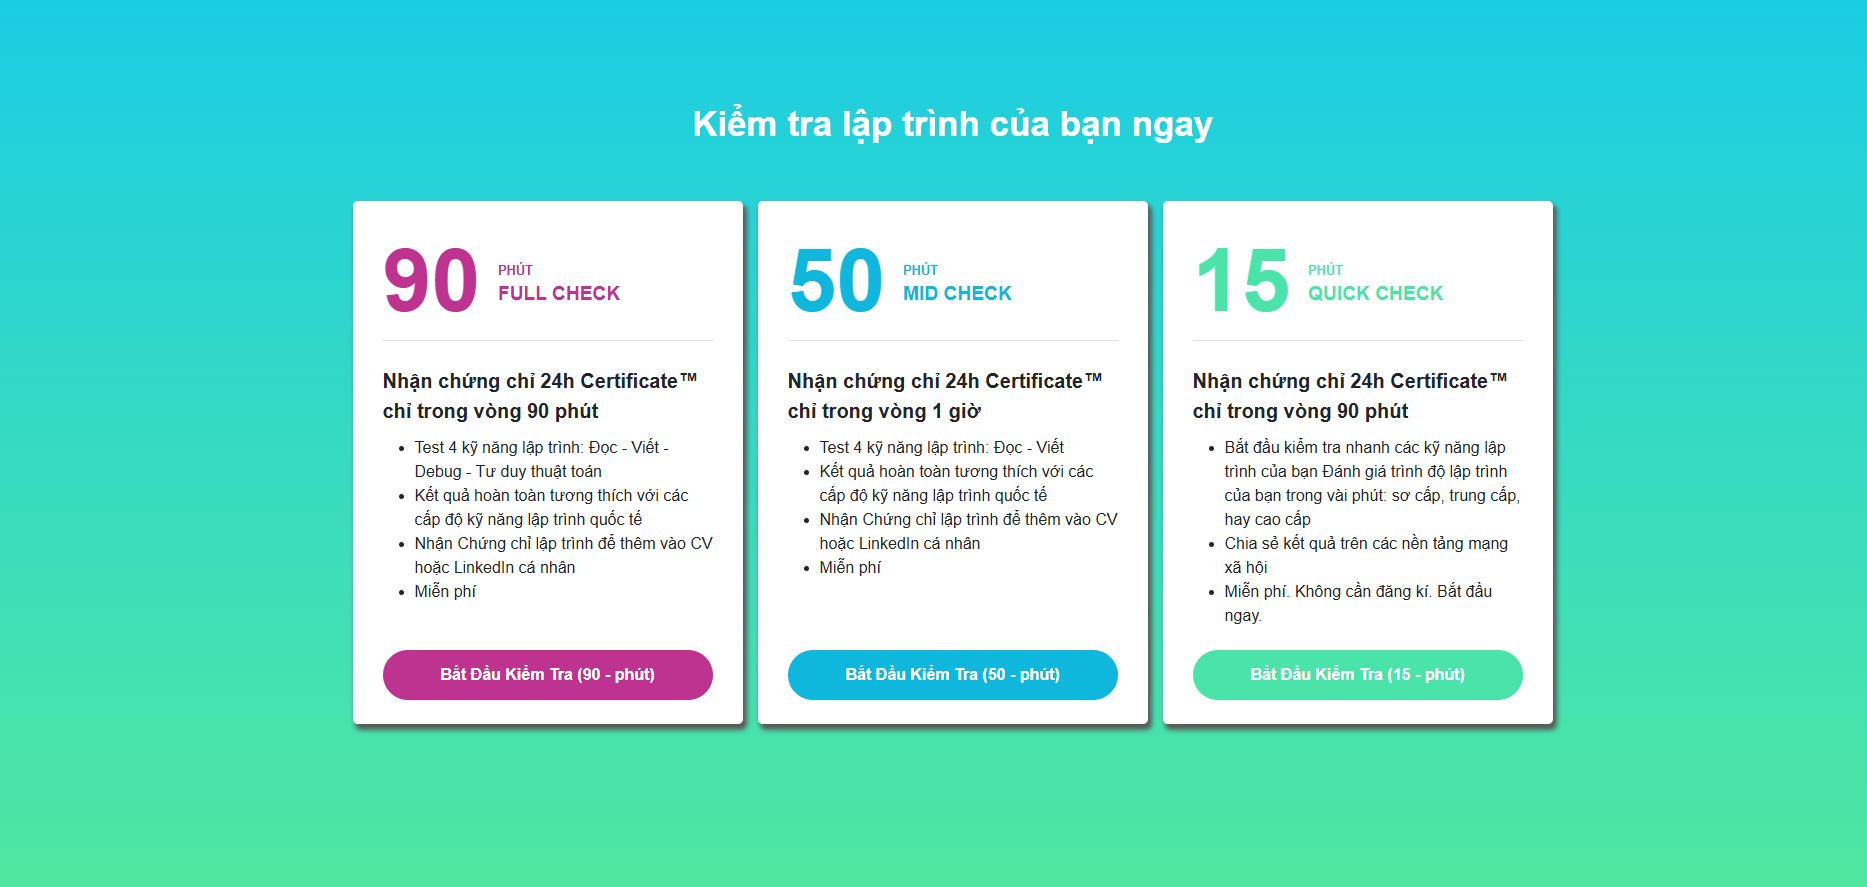 Kiểm tra lập trình của bạn ngay
90
PHÚT
FULL CHECK
Nhận chứng chỉ 24h Certificate™
chỉ trong vòng 90 phút
Test 4 kỹ năng lập trình: Đọc - Viết -
Debug - Tư duy thuật toán
Kết quả hoàn toàn tương thích với các
cấp độ kỹ năng lập trình quốc tế
Nhận Chứng chỉ lập trình để thêm vào CV
hoặc LinkedIn cá nhân
Miễn phí
Bắt Đầu Kiểm Tra (90 - phút)
50
PHÚT
MID CHECK
Nhận chứng chỉ 24h Certificate™
chỉ trong vòng 1 giờ
Test 4 kỹ năng lập trình: Đọc - Viết
Kết quả hoàn toàn tương thích với các
cấp độ kỹ năng lập trình quốc tế
Nhận Chứng chỉ lập trình để thêm vào CV
hoặc LinkedIn cá nhân
Miễn phí
Bắt Đầu Kiểm Tra (50 - phút)
15
PHÚT
QUICK CHECK
Nhận chứng chỉ 24h Certificate™
chỉ trong vòng 90 phút
Bắt đầu kiểm tra nhanh các kỹ năng lập
trình của bạn Đánh giá trình độ lập trình
của bạn trong vài phút: sơ cấp, trung cấp,
hay cao cấp
Chia sẻ kết quả trên các nền tảng mạng
xã hội
Miễn phí. Không cần đăng kí. Bắt đầu
ngay.
Bắt Đầu Kiểm Tra (15 - phút)